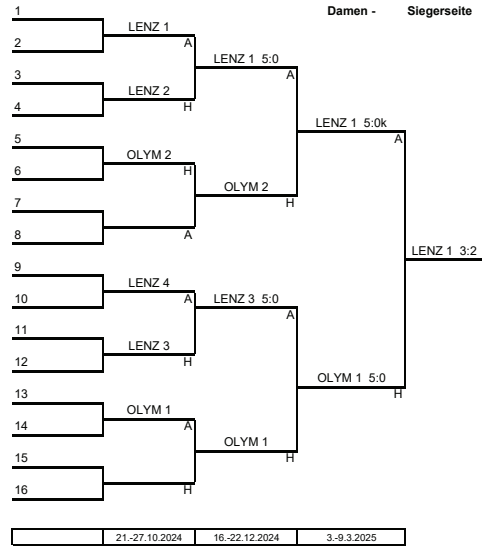 Damen - Siegerseite
1
LENZ 1
2
A
LENZ 1 5:0
3
A
LENZ 2
4
H
LENZ 1 5:0k
5
A
OLYM 2
6
H
OLYM 2
7
H
8
A
LENZ 1 3:2
9
LENZ 4
10
A
LENZ 3 5:0
11
A
LENZ 3
12
H
OLYM 1 5:0
13
H
OLYM 1
14
A
OLYM 1
15
H
16
H
21.-27.10.2024 16.-22.12.2024 3.-9.3.2025